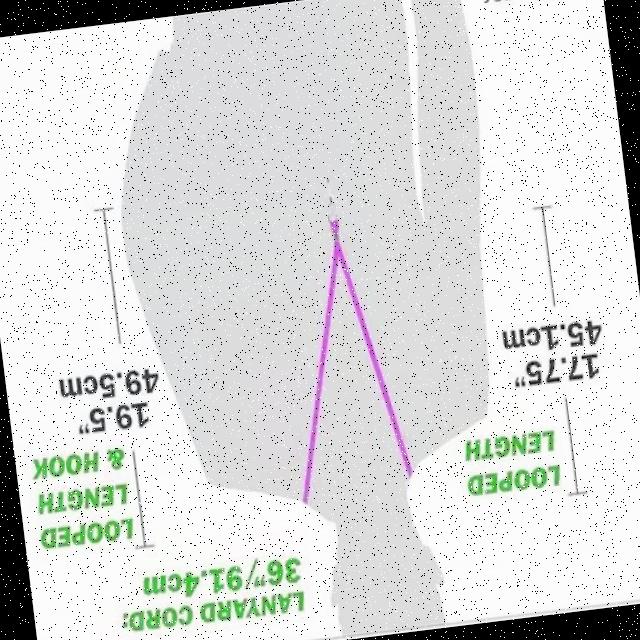 LANYARD CORD:
36"/91.4cm
LOOPED
LENGTH
17.75"
45.1cm
LOOPED
LENGTH
& HOOK
19.5"
49.5cm